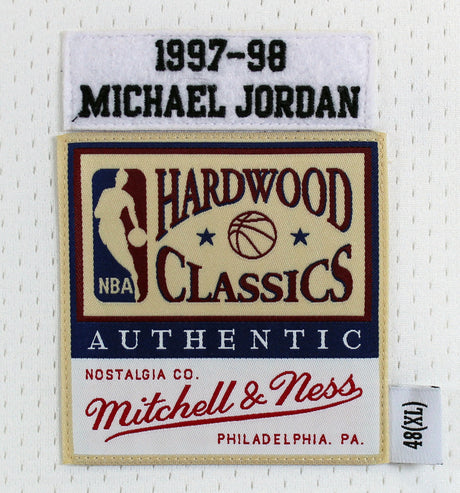 1997-98
MICHAEL JORDAN
HARDWOOD
CLASSICS
NBA
AUTHENTIC
NOSTALGIA CO.
Mitchell & Ness
PHILADELPHIA. PA.
48(XL)